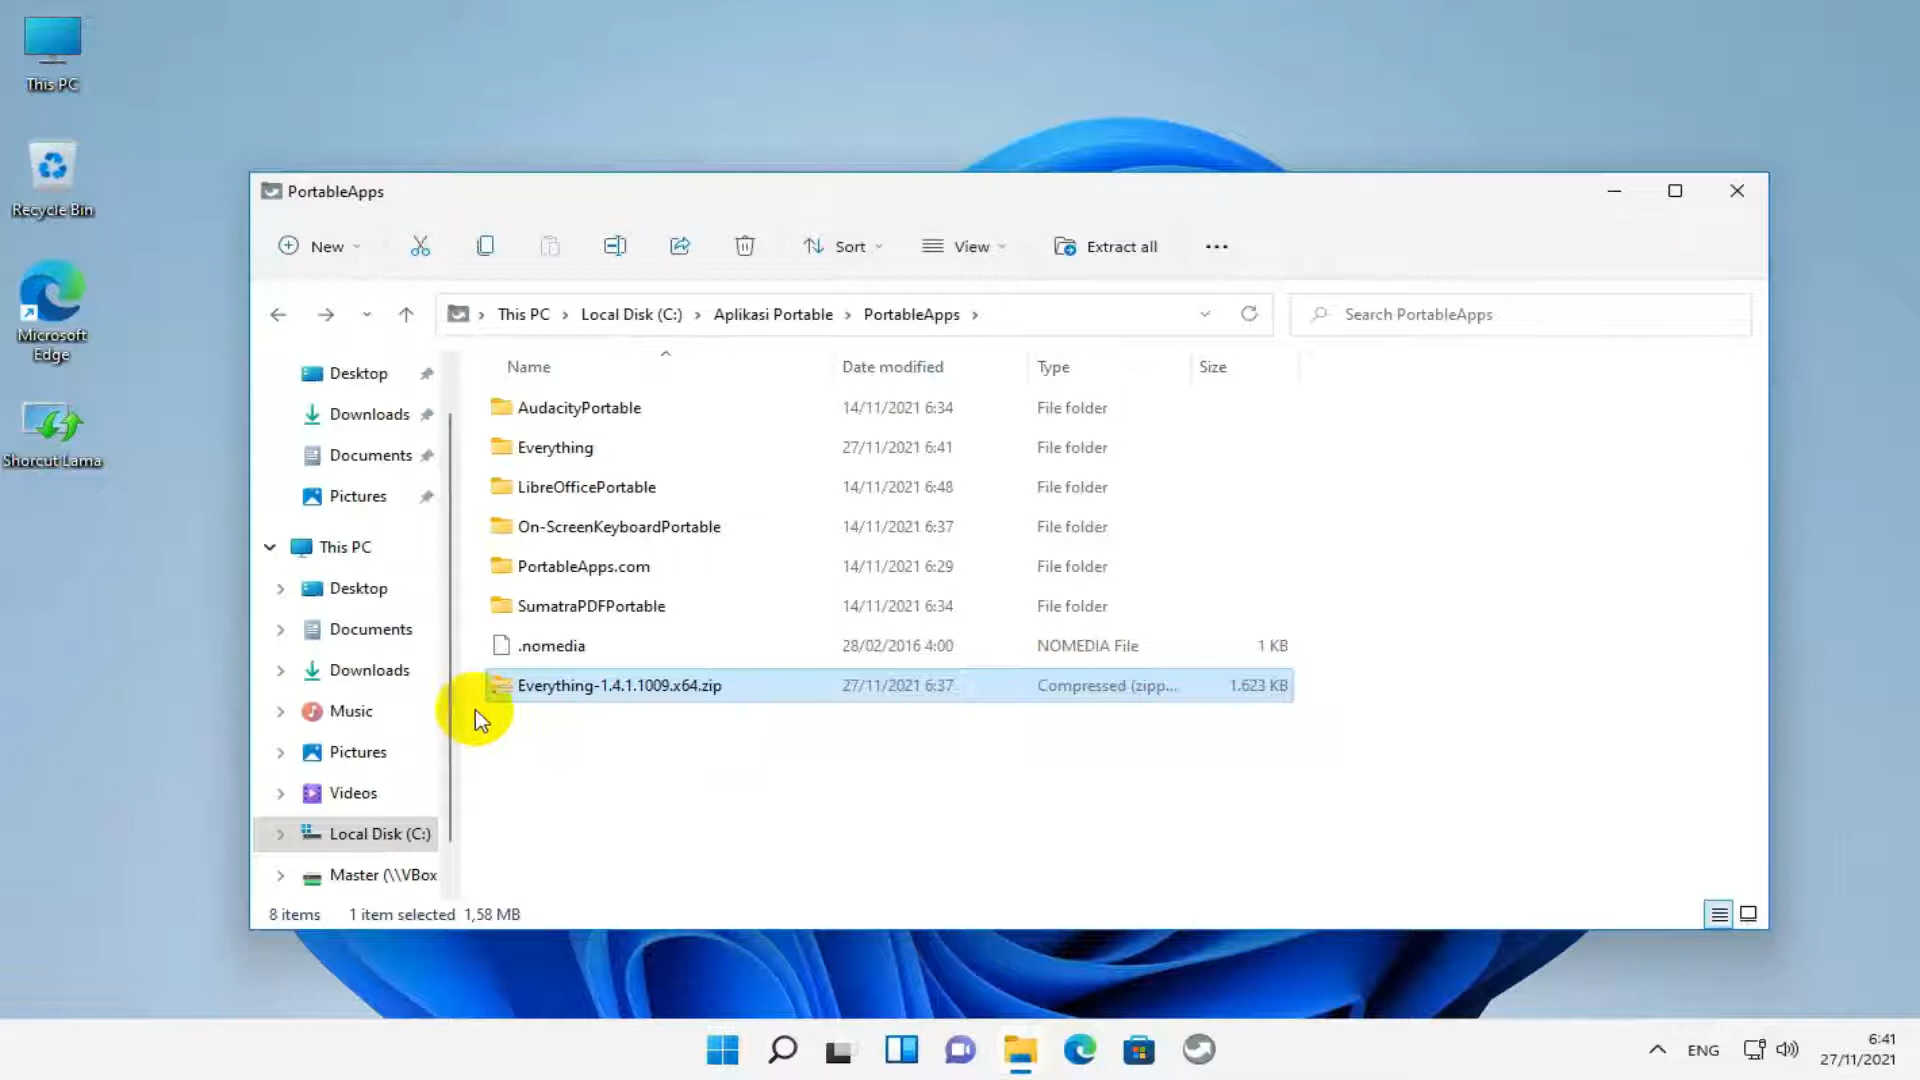 This PC
Recycle Bin
Microsoft
Edge
Shorcut Lama
PortableApps
New
Sort
View
Extract all
This PC
Local Disk (C:)
Aplikasi Portable
PortableApps
Search PortableApps
Desktop
Downloads
Documents
Pictures
This PC
Desktop
Documents
Downloads
Music
Pictures
Videos
Local Disk (C:)
Master (\\VBox
Name Date modified Type Size
AudacityPortable 14/11/2021 6:34 File folder
Everything 27/11/2021 6:41 File folder
LibreOfficePortable 14/11/2021 6:48 File folder
On-ScreenKeyboardPortable 14/11/2021 6:37 File folder
PortableApps.com 14/11/2021 6:29 File folder
SumatraPDFPortable 14/11/2021 6:34 File folder
.nomedia 28/02/2016 4:00 NOMEDIA File 1 KB
Everything-1.4.1.1009.x64.zip 27/11/2021 6:37 Compressed (zipp... 1.623 KB
8 items 1 item selected 1,58 MB
ENG
6:41
27/11/2021